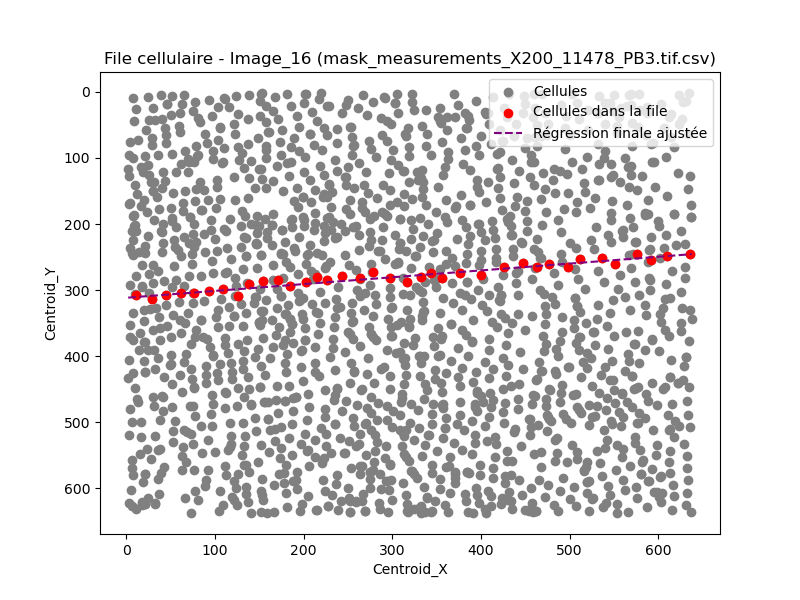 File cellulaire - Image_16 (mask_measurements_X200_11478_PB3.tif.csv)
Cellules
Cellules dans la file
Régression finale ajustée
0
100
200
300
400
500
600
Centroid_Y
0 100 200 300 400 500 600
Centroid_X